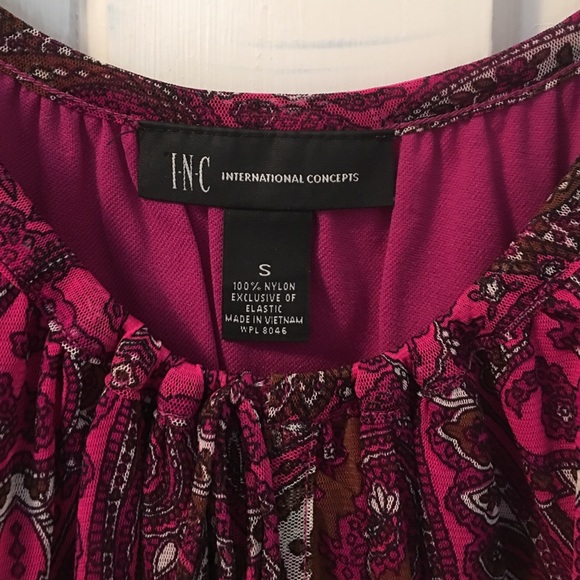 I·N·C INTERNATIONAL CONCEPTS
S
100% NYLON
EXCLUSIVE OF
ELASTIC
MADE IN VIETNAM
WPL 8046